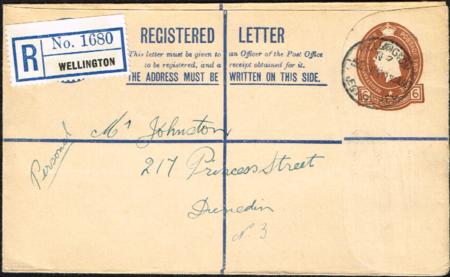 R No. 1680
WELLINGTON
REGISTERED LETTER
This letter must be given to an Officer of the Post Office
to be registered, and a receipt obtained for it.
THE ADDRESS MUST BE WRITTEN ON THIS SIDE.
Personal
Mr Johnston
217 Princess Street
Dunedin
N 3